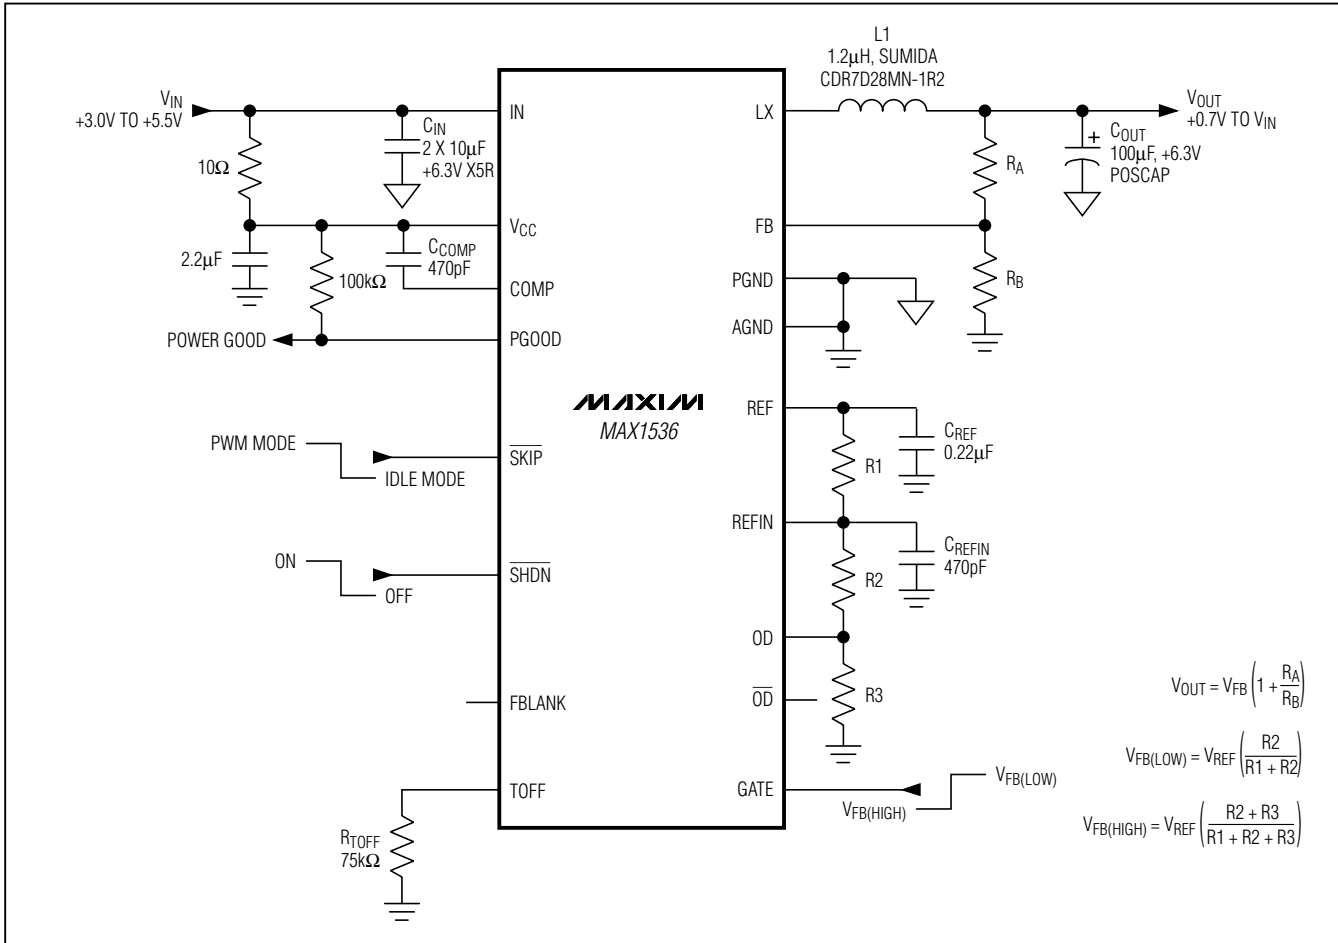 L1
1.2µH, SUMIDA
CDR7D28MN-1R2
VIN
+3.0V TO +5.5V
IN
LX
VOUT
+0.7V TO VIN
CIN
2 X 10µF
+6.3V X5R
10Ω
RA
COUT
+
100µF, +6.3V
POSCAP
VCC
FB
2.2µF
100kΩ
CCOMP
470pF
COMP
PGND
RB
POWER GOOD
PGOOD
AGND
MAXIM
MAX1536
REF
CREF
0.22µF
R1
PWM MODE
IDLE MODE
SKIP
REFIN
CREFIN
470pF
ON
OFF
SHDN
R2
OD
OD
R3
FBLANK
VOUT = VFB (1 + RA/RB)
VFB(LOW) = VREF (R2/R1 + R2)
VFB(HIGH) = VREF (R2 + R3/R1 + R2 + R3)
TOFF
GATE
VFB(LOW)
VFB(HIGH)
RTOFF
75kΩ